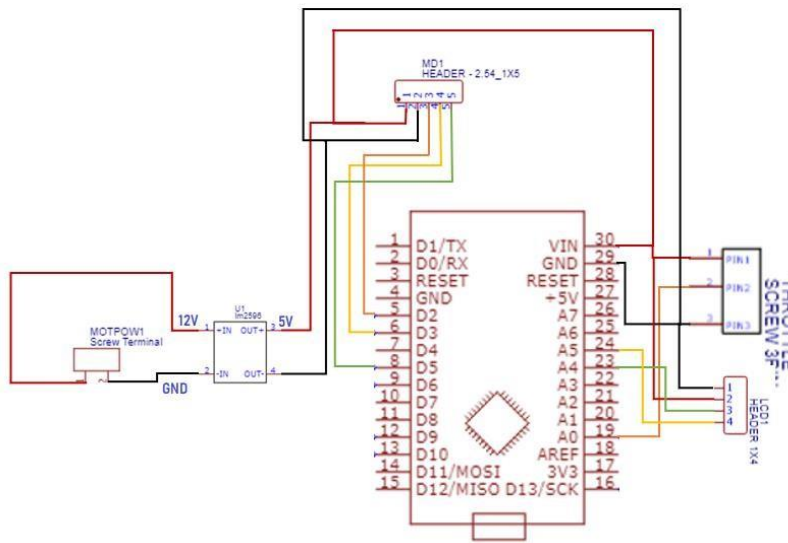 MD1
HEADER - 2.54_1X5
1 2 3 4 5
1 2 3 4 5
1 D1/TX VIN 30
2 D0/RX GND 29
3 RESET RESET 28
4 GND +5V 27
5 D2 A7 26
6 D3 A6 25
7 D4 A5 24
8 D5 A4 23
9 D6 A3 22
10 D7 A2 21
11 D8 A1 20
12 D9 A0 19
13 D10 AREF 18
14 D11/MOSI 3V3 17
15 D12/MISO D13/SCK 16
U1
lm2596
12V 1 +IN OUT+ 3 5V
2 -IN OUT- 4
GND
MOTPOW1
Screw Terminal
1 PIN1
2 PIN2
3 PIN3
SCREW
1
2
3
4
LCD1
HEADER 1X4